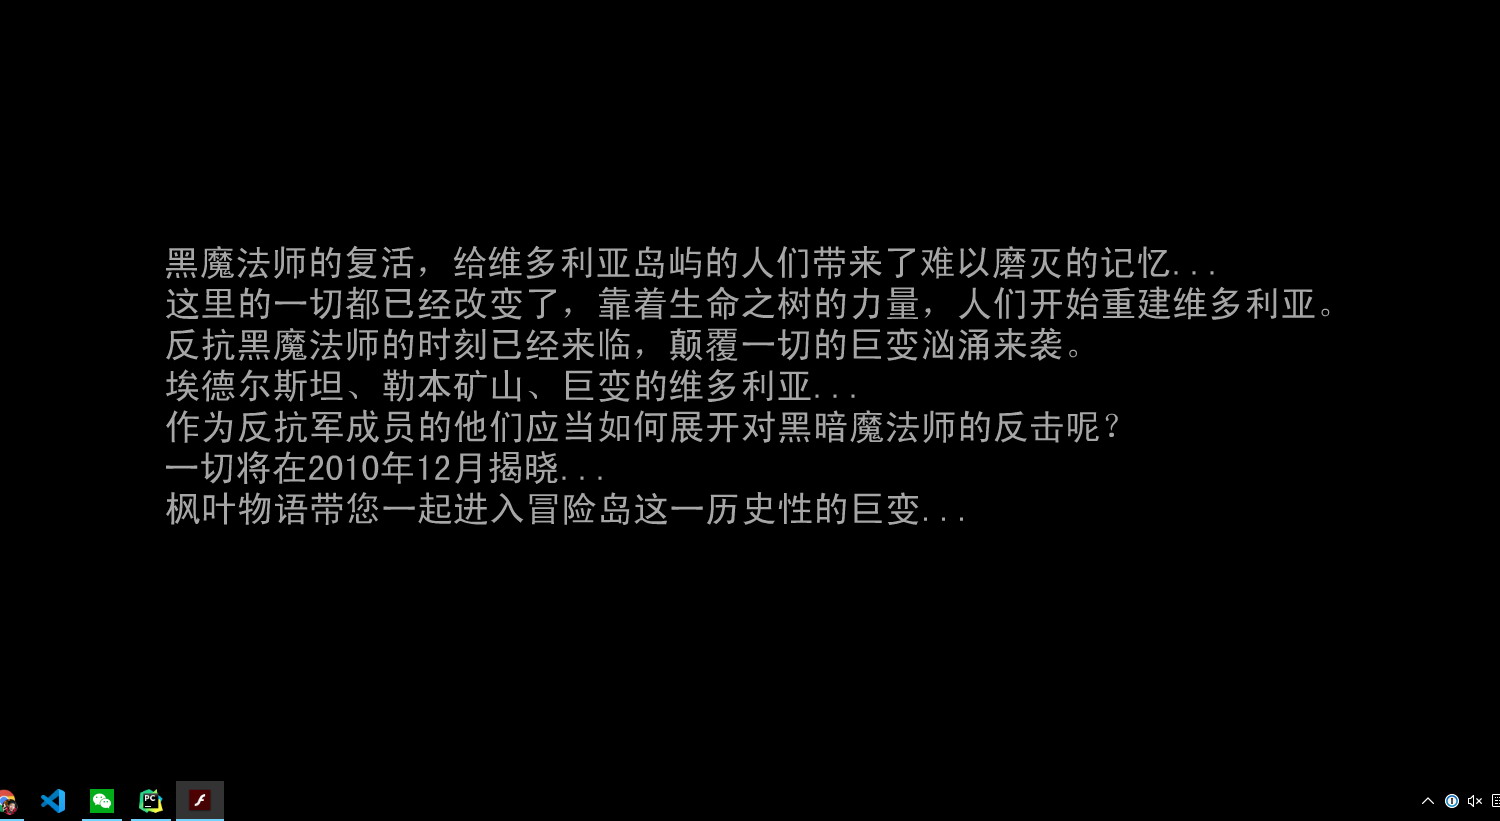 黑魔法师的复活，给维多利亚岛屿的人们带来了难以磨灭的记忆...
这里的一切都已经改变了，靠着生命之树的力量，人们开始重建维多利亚。
反抗黑魔法师的时刻已经来临，颠覆一切的巨变汹涌来袭。
埃德尔斯坦、勒本矿山、巨变的维多利亚...
作为反抗军成员的他们应当如何展开对黑暗魔法师的反击呢？
一切将在2010年12月揭晓...
枫叶物语带您一起进入冒险岛这一历史性的巨变...
PC